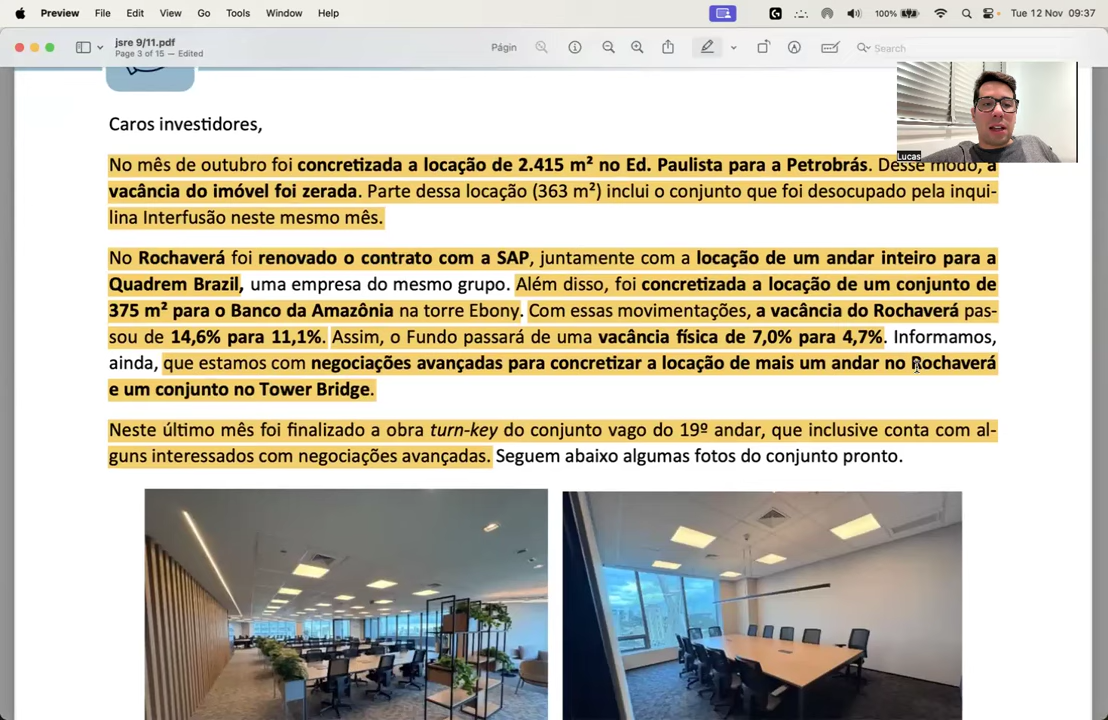 Preview File Edit View Go Tools Window Help 100% Tue 12 Nov 09:37
jsre 9/11.pdf
Page 3 of 15 — Edited
Págin
Search
Lucas
Caros investidores,
No mês de outubro foi concretizada a locação de 2.415 m² no Ed. Paulista para a Petrobrás. Desse modo, a
vacância do imóvel foi zerada. Parte dessa locação (363 m²) inclui o conjunto que foi desocupado pela inqui-
lina Interfusão neste mesmo mês.
No Rochaverá foi renovado o contrato com a SAP, juntamente com a locação de um andar inteiro para a
Quadrem Brazil, uma empresa do mesmo grupo. Além disso, foi concretizada a locação de um conjunto de
375 m² para o Banco da Amazônia na torre Ebony. Com essas movimentações, a vacância do Rochaverá pas-
sou de 14,6% para 11,1%. Assim, o Fundo passará de uma vacância física de 7,0% para 4,7%. Informamos,
ainda, que estamos com negociações avançadas para concretizar a locação de mais um andar no Rochaverá
e um conjunto no Tower Bridge.
Neste último mês foi finalizado a obra turn-key do conjunto vago do 19º andar, que inclusive conta com al-
guns interessados com negociações avançadas. Seguem abaixo algumas fotos do conjunto pronto.